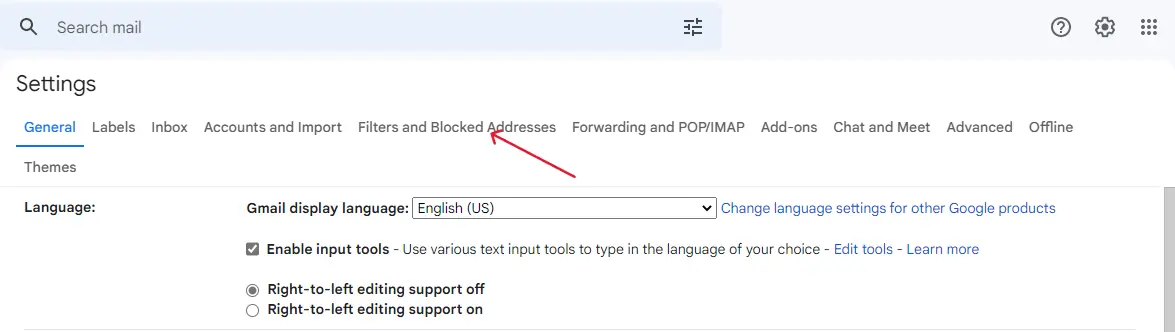 Search mail
Settings
General Labels Inbox Accounts and Import Filters and Blocked Addresses Forwarding and POP/IMAP Add-ons Chat and Meet Advanced Offline
Themes
Language: Gmail display language: English (US) Change language settings for other Google products
Enable input tools - Use various text input tools to type in the language of your choice - Edit tools - Learn more
Right-to-left editing support off
Right-to-left editing support on